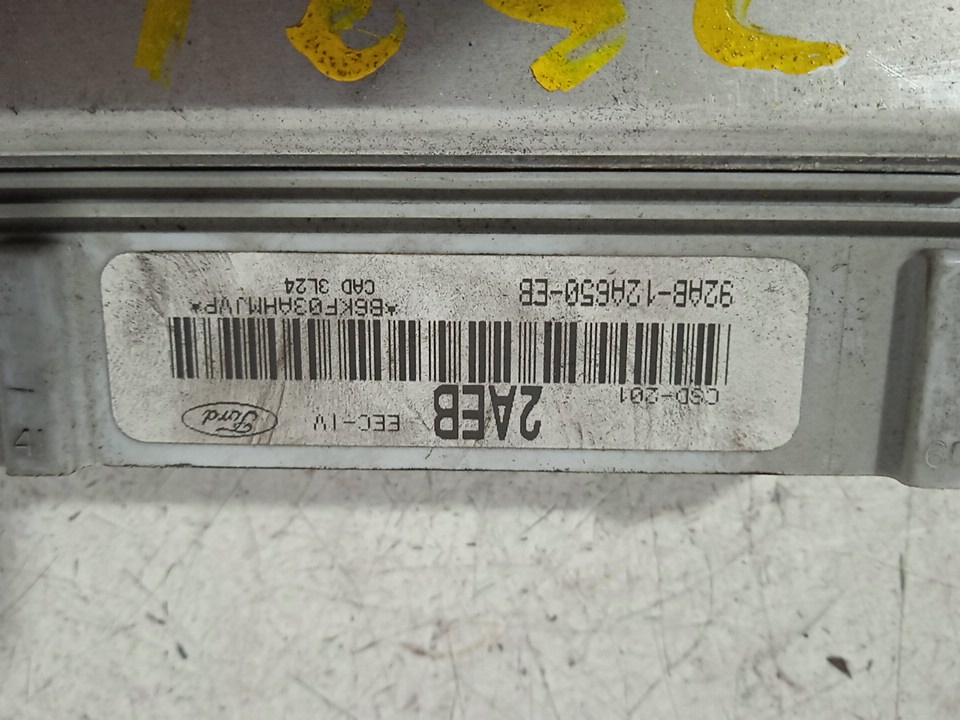 CSD-201 2AEB EEC-IV Ford
92AB-12A650-EB *B6KF03AHMJVP*
CAD 3L24